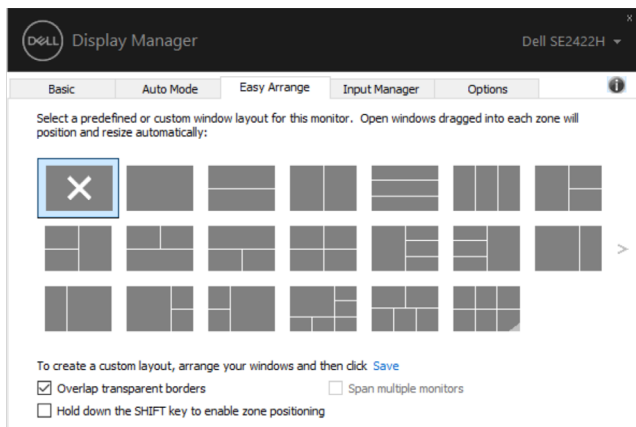 x
DELL Display Manager
Dell SE2422H
Basic
Auto Mode
Easy Arrange
Input Manager
Options
i
Select a predefined or custom window layout for this monitor. Open windows dragged into each zone will
position and resize automatically:
>
To create a custom layout, arrange your windows and then click Save
Overlap transparent borders
Span multiple monitors
Hold down the SHIFT key to enable zone positioning